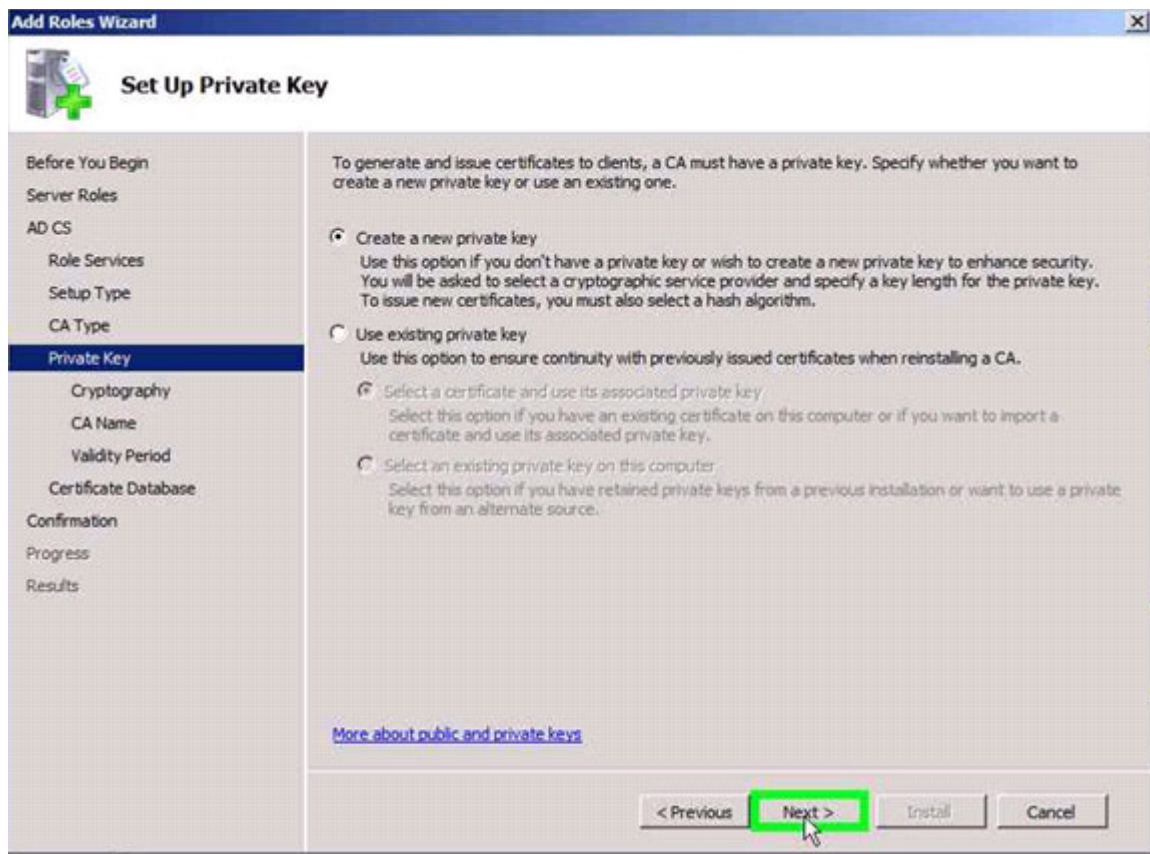 Add Roles Wizard
Set Up Private Key
Before You Begin
Server Roles
AD CS
Role Services
Setup Type
CA Type
Private Key
Cryptography
CA Name
Validity Period
Certificate Database
Confirmation
Progress
Results
To generate and issue certificates to clients, a CA must have a private key. Specify whether you want to
create a new private key or use an existing one.
Create a new private key
Use this option if you don't have a private key or wish to create a new private key to enhance security.
You will be asked to select a cryptographic service provider and specify a key length for the private key.
To issue new certificates, you must also select a hash algorithm.
Use existing private key
Use this option to ensure continuity with previously issued certificates when reinstalling a CA.
Select a certificate and use its associated private key
Select this option if you have an existing certificate on this computer or if you want to import a
certificate and use its associated private key.
Select an existing private key on this computer
Select this option if you have retained private keys from a previous installation or want to use a private
key from an alternate source.
More about public and private keys
< Previous
Next >
Install
Cancel